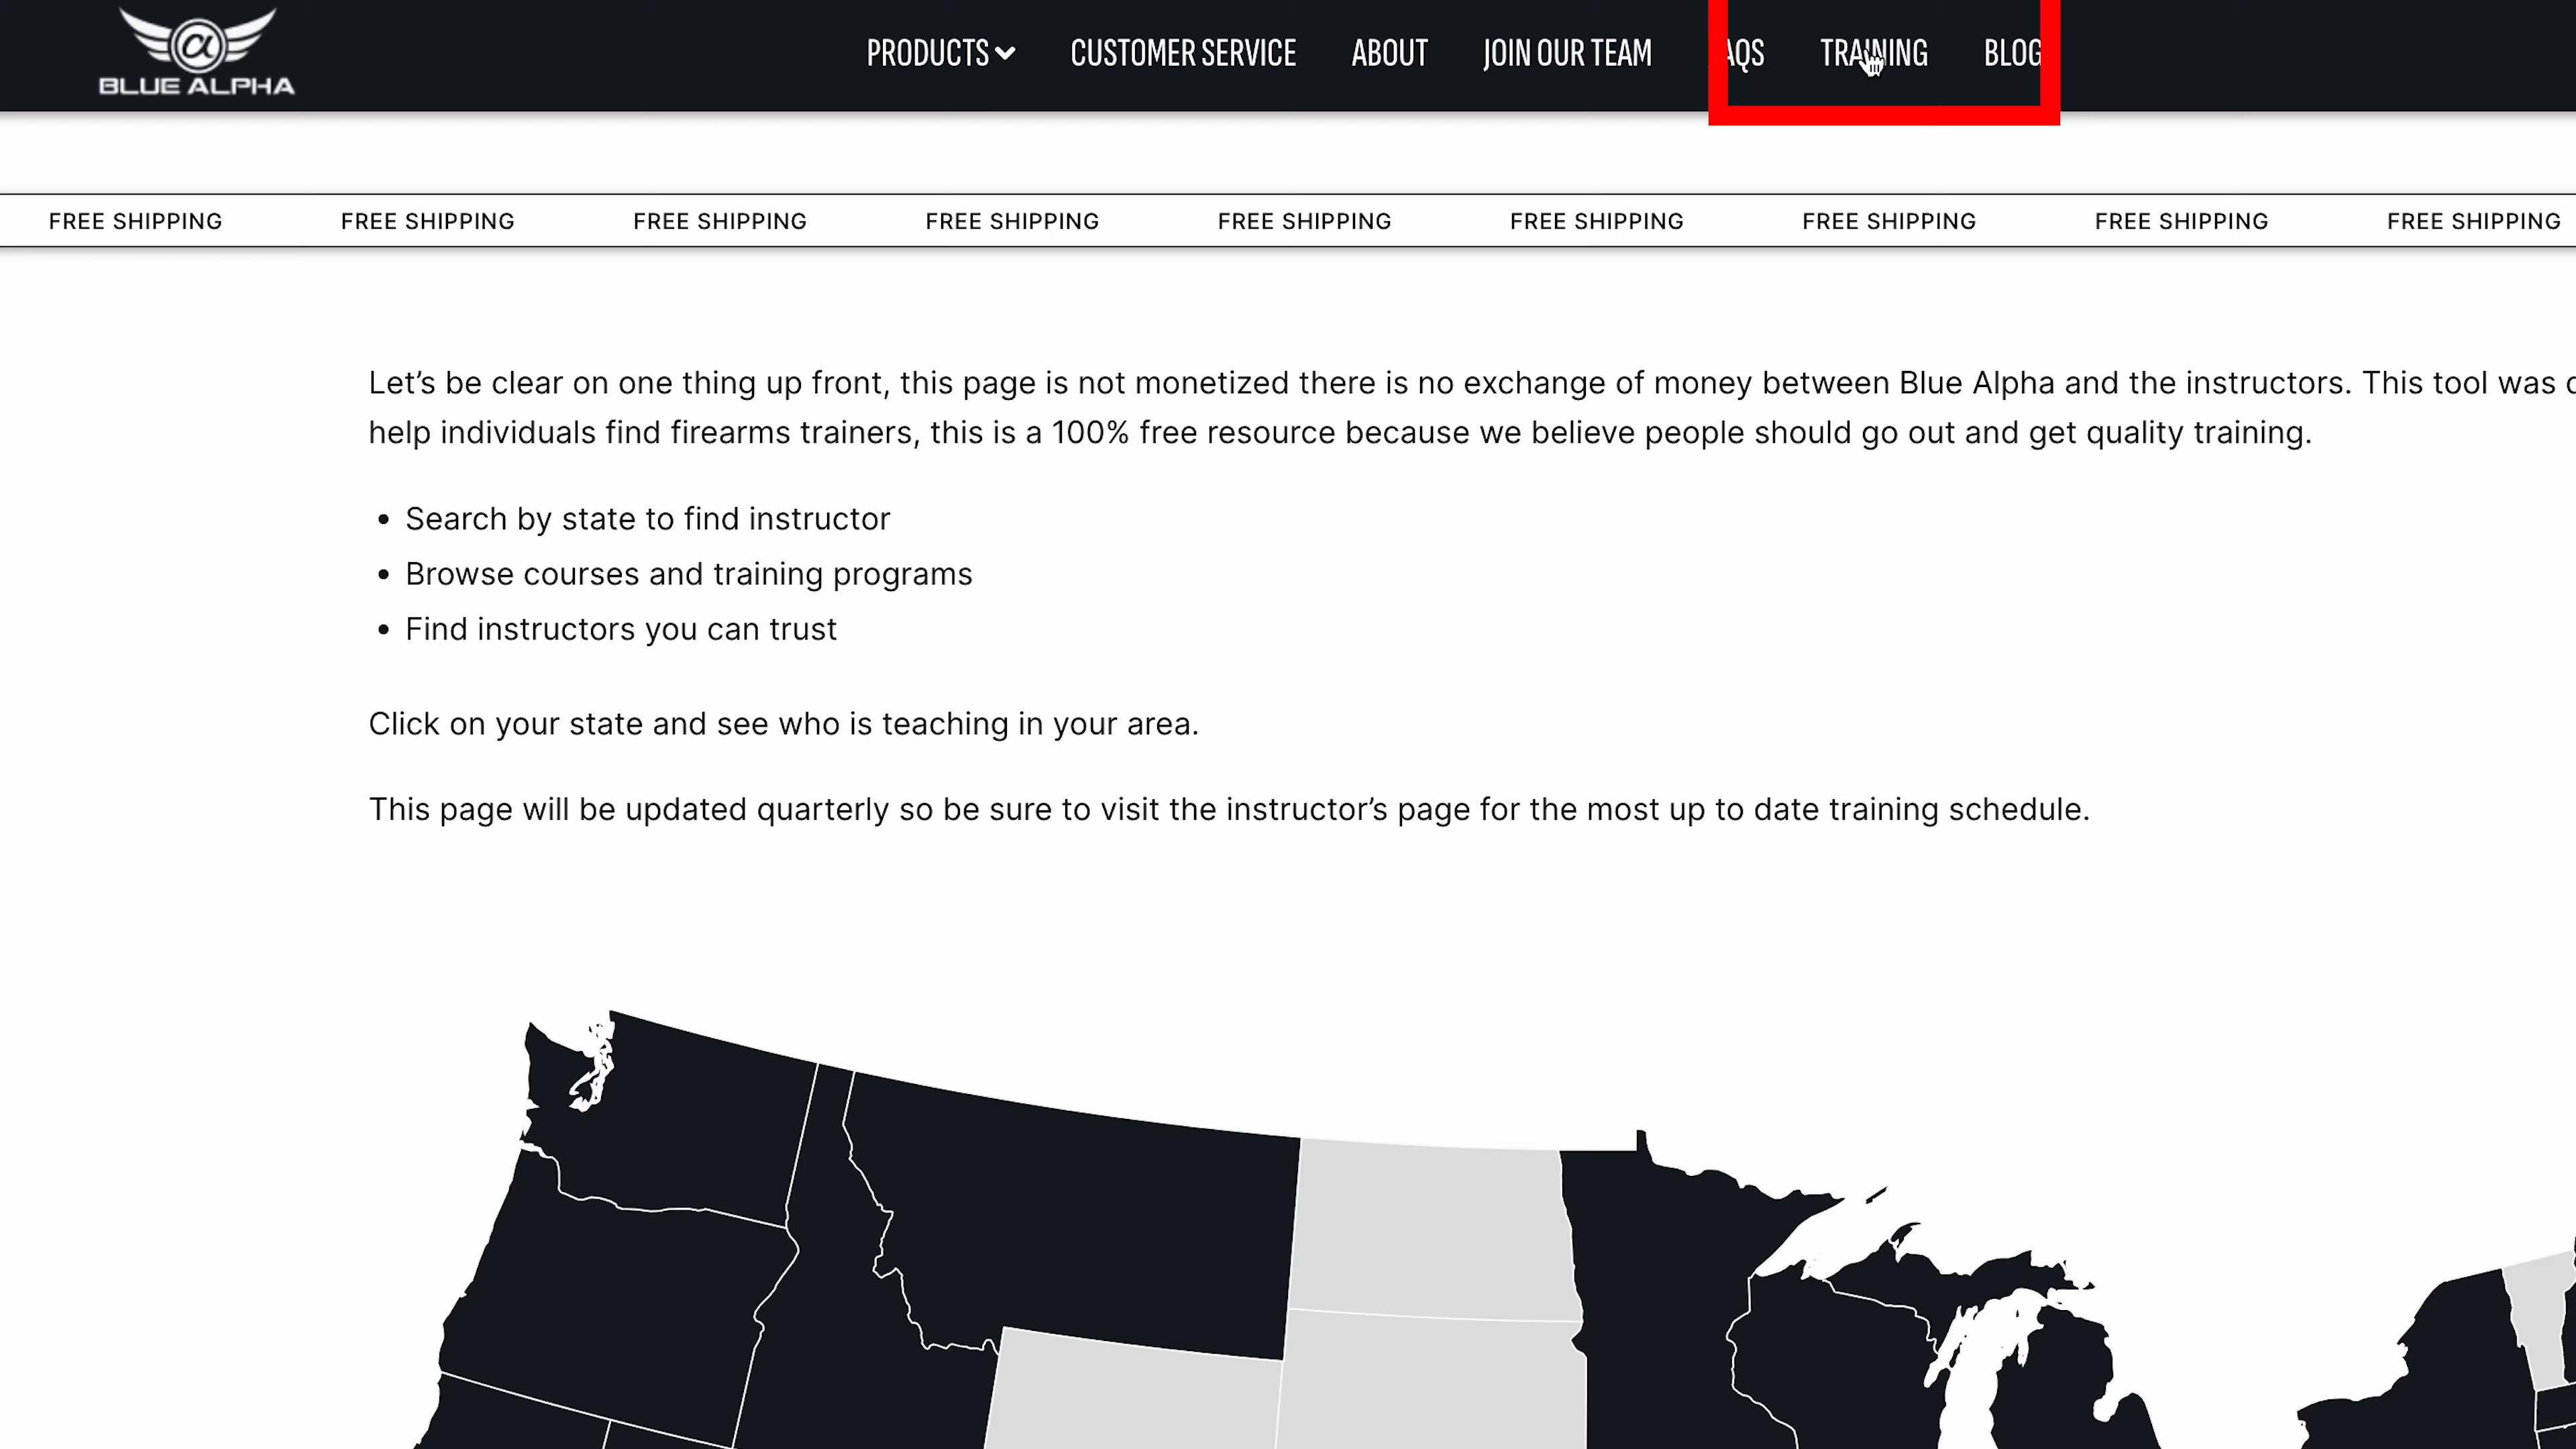 BLUE ALPHA
PRODUCTS CUSTOMER SERVICE ABOUT JOIN OUR TEAM AQS TRAINING BLOG
FREE SHIPPING FREE SHIPPING FREE SHIPPING FREE SHIPPING FREE SHIPPING FREE SHIPPING FREE SHIPPING FREE SHIPPING FREE SHIPPING
Let’s be clear on one thing up front, this page is not monetized there is no exchange of money between Blue Alpha and the instructors. This tool was
help individuals find firearms trainers, this is a 100% free resource because we believe people should go out and get quality training.
• Search by state to find instructor
• Browse courses and training programs
• Find instructors you can trust
Click on your state and see who is teaching in your area.
This page will be updated quarterly so be sure to visit the instructor’s page for the most up to date training schedule.